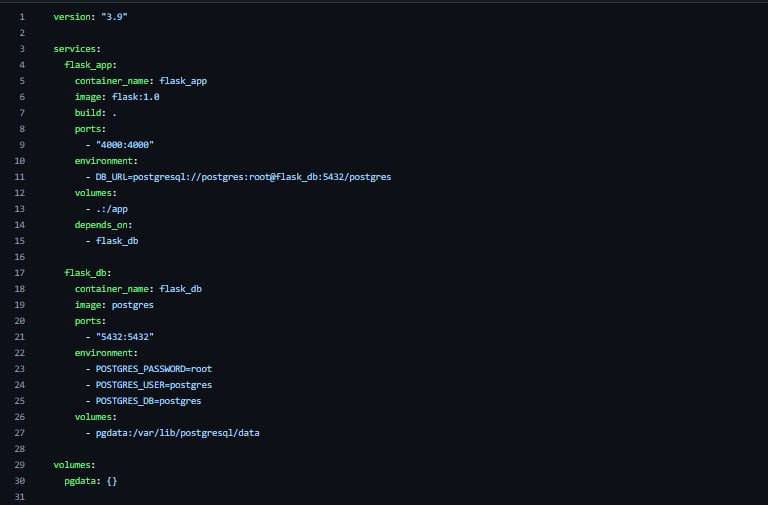 1 version: "3.9"
2
3 services:
4   flask_app:
5     container_name: flask_app
6     image: flask:1.0
7     build: .
8     ports:
9       - "4000:4000"
10     environment:
11       - DB_URL=postgresql://postgres:root@flask_db:5432/postgres
12     volumes:
13       - .:/app
14     depends_on:
15       - flask_db
16
17   flask_db:
18     container_name: flask_db
19     image: postgres
20     ports:
21       - "5432:5432"
22     environment:
23       - POSTGRES_PASSWORD=root
24       - POSTGRES_USER=postgres
25       - POSTGRES_DB=postgres
26     volumes:
27       - pgdata:/var/lib/postgresql/data
28
29 volumes:
30   pgdata: {}
31